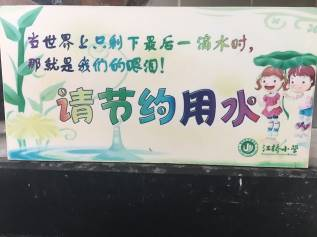 当世界上只剩下最后一滴水时，
那就是我们的眼泪！
请节约用水
江桥小学